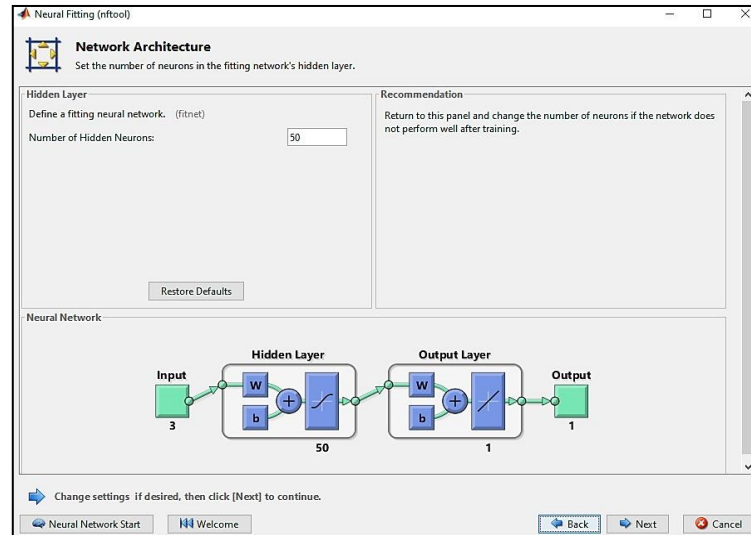 Neural Fitting (nftool)
Network Architecture
Set the number of neurons in the fitting network's hidden layer.
Hidden Layer
Define a fitting neural network. (fitnet)
Number of Hidden Neurons: 50
Restore Defaults
Recommendation
Return to this panel and change the number of neurons if the network does
not perform well after training.
Neural Network
Hidden Layer
Output Layer
Input
Output
W
b
W
b
3
50
1
1
Change settings if desired, then click [Next] to continue.
Neural Network Start
Welcome
Back
Next
Cancel